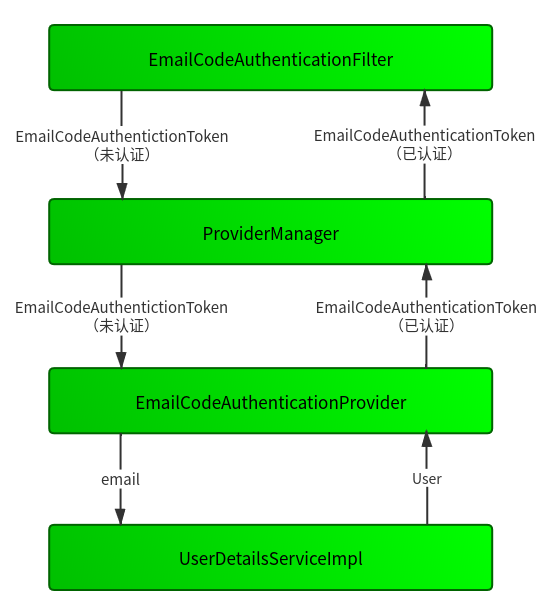 EmailCodeAuthenticationFilter
EmailCodeAuthentictionToken
（未认证）
EmailCodeAuthenticationToken
（已认证）
ProviderManager
EmailCodeAuthentictionToken
（未认证）
EmailCodeAuthenticationToken
（已认证）
EmailCodeAuthenticationProvider
email
User
UserDetailsServiceImpl